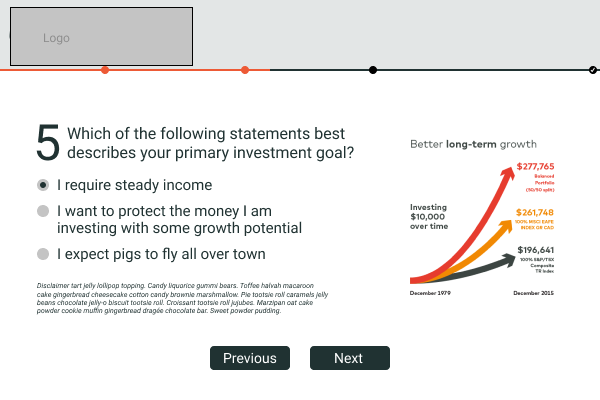 Logo
5 Which of the following statements best
describes your primary investment goal?
I require steady income
I want to protect the money I am
investing with some growth potential
I expect pigs to fly all over town
Disclaimer tart jelly lollipop topping. Candy liquorice gummi bears. Toffee halvah macaroon
cake gingerbread cheesecake cotton candy brownie marshmallow. Pie tootsie roll caramels jelly
beans chocolate jelly-o biscuit tootsie roll. Croissant tootsie roll jujubes. Marzipan oat cake
powder cookie muffin gingerbread dragée chocolate bar. Sweet powder pudding.
Better long-term growth
Investing
$10,000
over time
$277,765
Balanced
Portfolio
(50/50 split)
$261,748
100% MSCI EAFE
INDEX GR CAD
$196,641
100% S&P/TSX
Composite
TR Index
December 1979
December 2015
Previous
Next